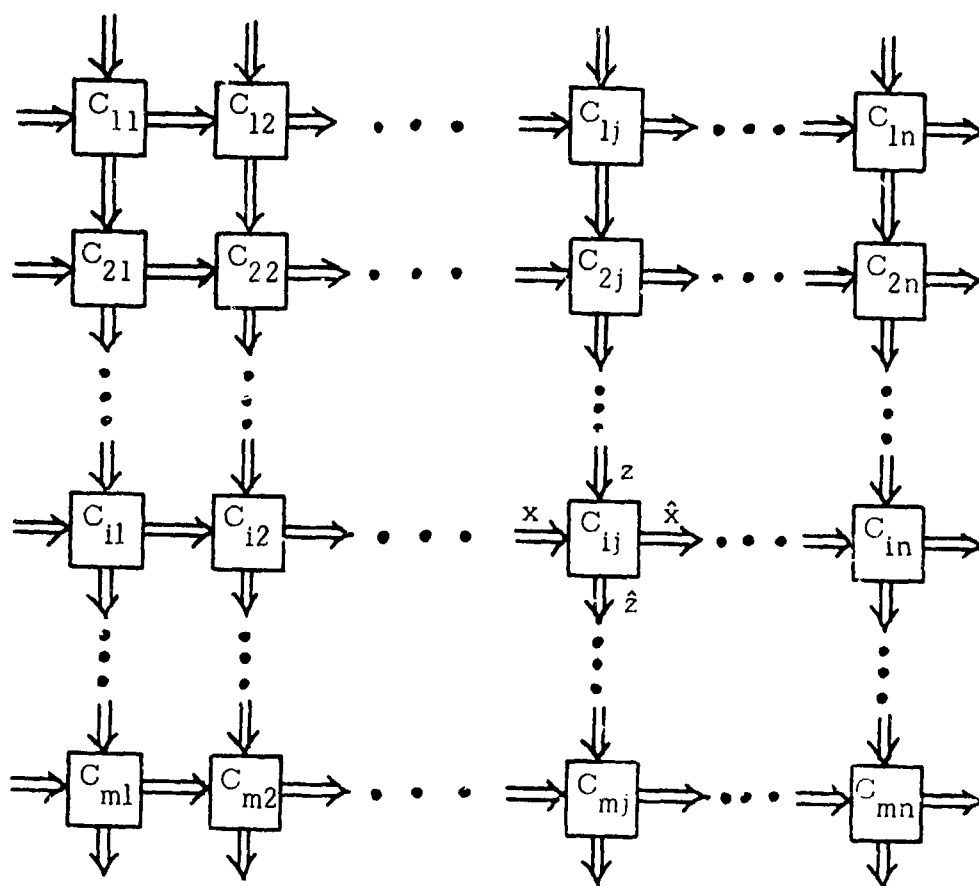 C11 C12 C1j C1n
C21 C22 C2j C2n
z
Ci1 Ci2 x Cij x̂ Cin
ẑ
Cm1 Cm2 Cmj Cmn